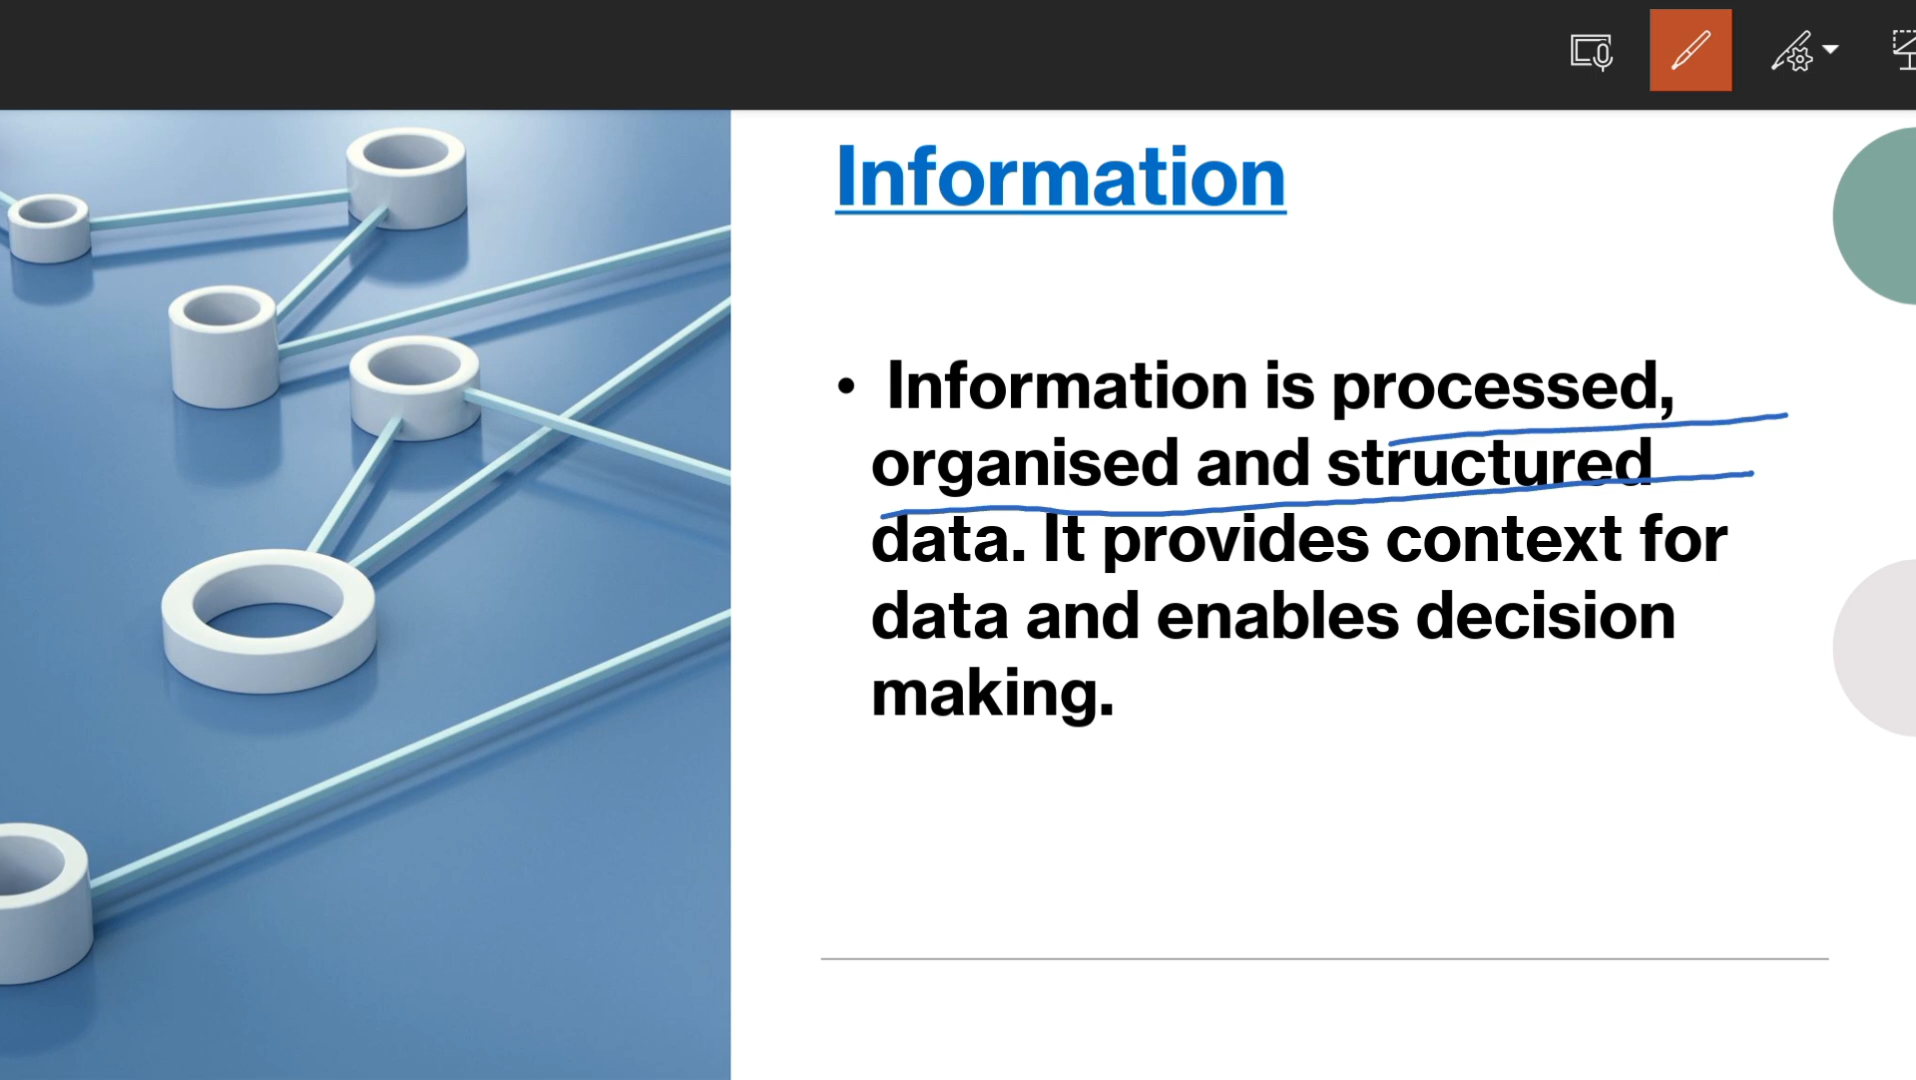 Information
• Information is processed,
organised and structured
data. It provides context for
data and enables decision
making.